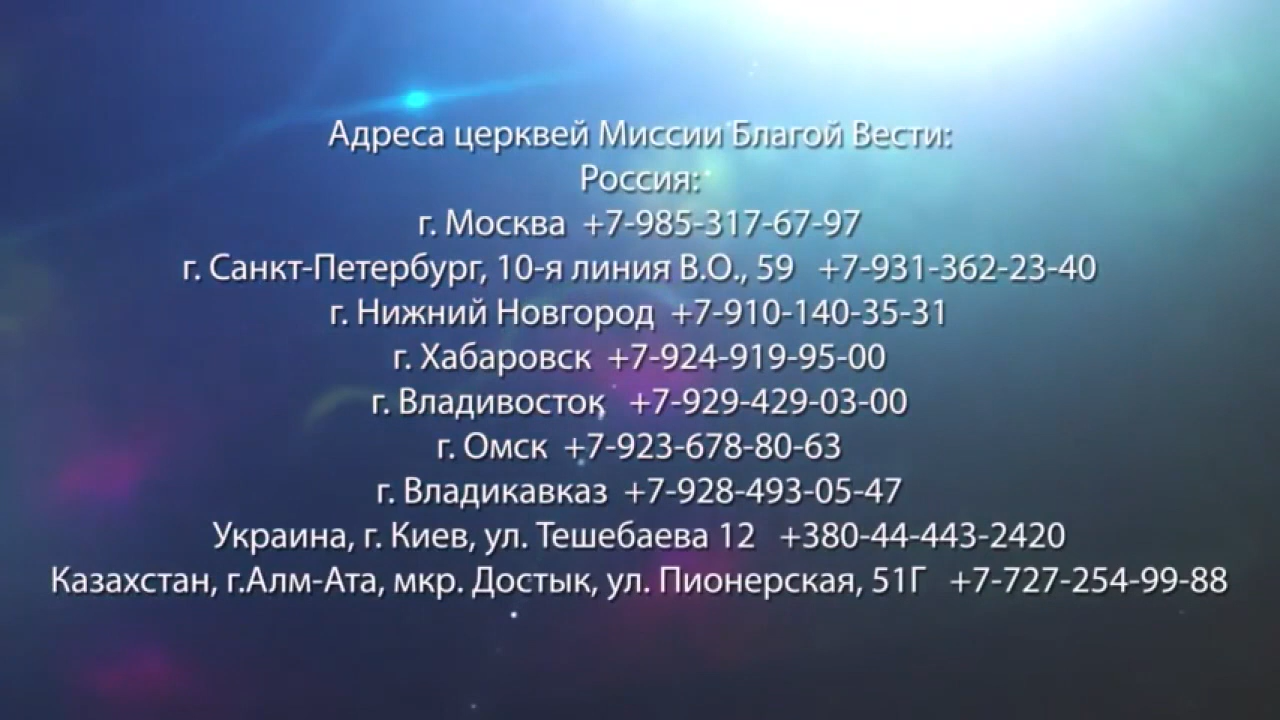 Адреса церквей Миссии Благой Вести:
Россия:
г. Москва +7-985-317-67-97
г. Санкт-Петербург, 10-я линия В.О., 59 +7-931-362-23-40
г. Нижний Новгород +7-910-140-35-31
г. Хабаровск +7-924-919-95-00
г. Владивосток +7-929-429-03-00
г. Омск +7-923-678-80-63
г. Владикавказ +7-928-493-05-47
Украина, г. Киев, ул. Тешебаева 12 +380-44-443-2420
Казахстан, г.Алм-Ата, мкр. Достык, ул. Пионерская, 51Г +7-727-254-99-88